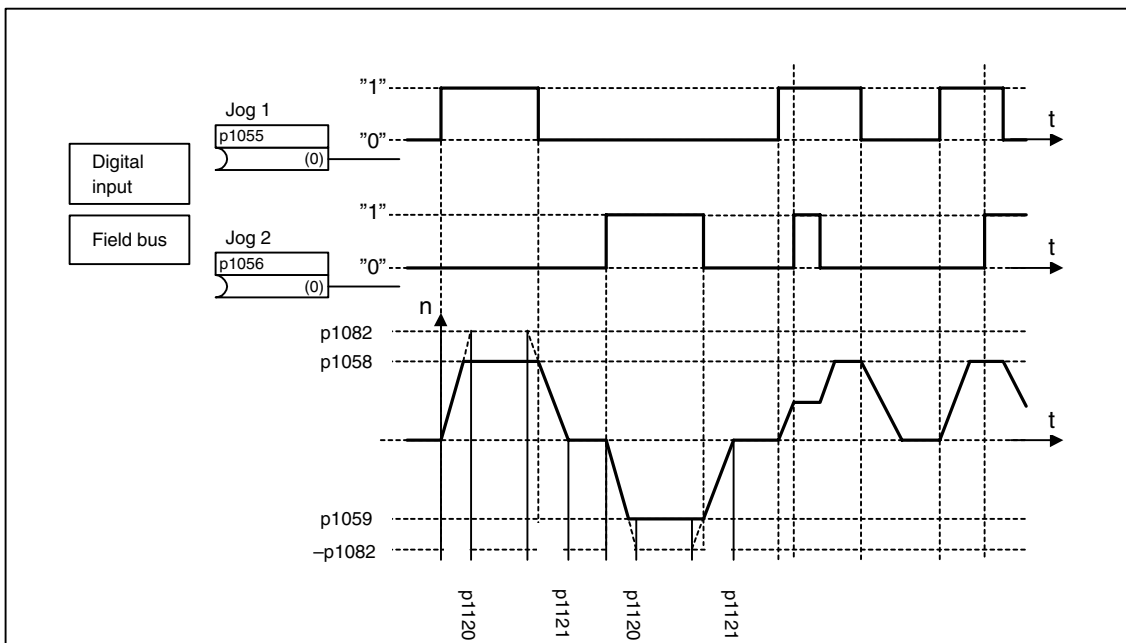 Digital
input
Field bus
Jog 1
p1055
(0)
Jog 2
p1056
(0)
”1”
”0”
t
”1”
”0”
t
n
p1082
p1058
t
p1059
–p1082
p1120
p1121
p1120
p1121